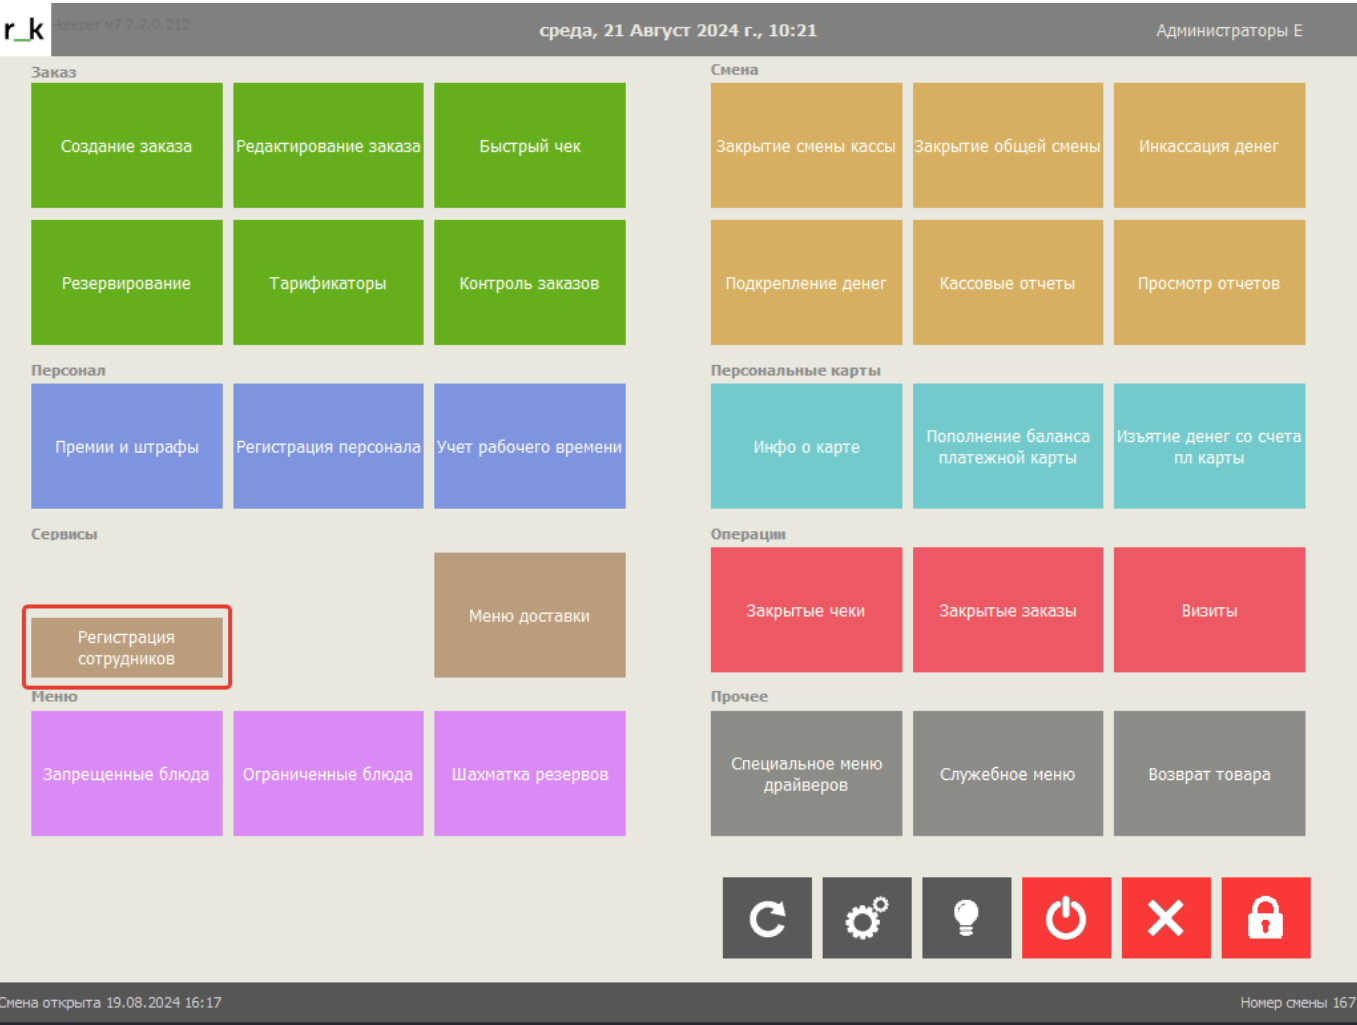 r_k
keeper v7 7.7.0.212
среда, 21 Август 2024 г., 10:21
Администраторы Е
Заказ
Создание заказа
Редактирование заказа
Быстрый чек
Резервирование
Тарификаторы
Контроль заказов
Смена
Закрытие смены кассы
Закрытие общей смены
Инкассация денег
Подкрепление денег
Кассовые отчеты
Просмотр отчетов
Персонал
Премии и штрафы
Регистрация персонала
Учет рабочего времени
Персональные карты
Инфо о карте
Пополнение баланса
платежной карты
Изъятие денег со счета
пл карты
Сервисы
Регистрация
сотрудников
Меню доставки
Операции
Закрытые чеки
Закрытые заказы
Визиты
Меню
Запрещенные блюда
Ограниченные блюда
Шахматка резервов
Прочее
Специальное меню
драйверов
Служебное меню
Возврат товара
Смена открыта 19.08.2024 16:17
Номер смены 167